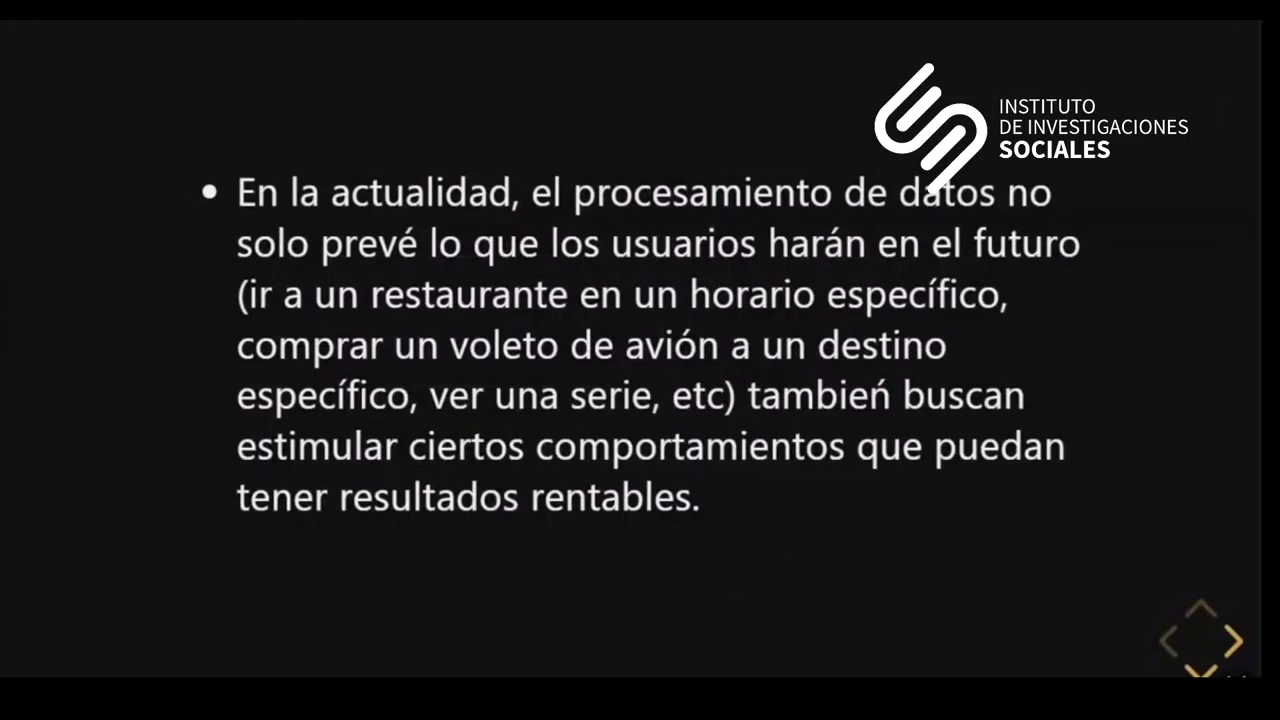 INSTITUTO
DE INVESTIGACIONES
SOCIALES
• En la actualidad, el procesamiento de datos no
solo prevé lo que los usuarios harán en el futuro
(ir a un restaurante en un horario específico,
comprar un voleto de avión a un destino
específico, ver una serie, etc) tambień buscan
estimular ciertos comportamientos que puedan
tener resultados rentables.